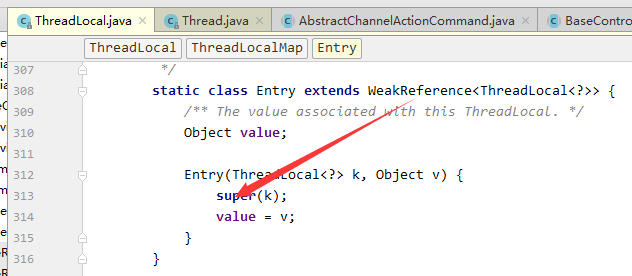 ThreadLocal.java × Thread.java × AbstractChannelActionCommand.java × BaseContro
ThreadLocal ThreadLocalMap Entry
307 */
308 static class Entry extends WeakReference<ThreadLocal<?>> {
309 /** The value associated with this ThreadLocal. */
310 Object value;
311
312 Entry(ThreadLocal<?> k, Object v) {
313 super(k);
314 value = v;
315 }
316 }